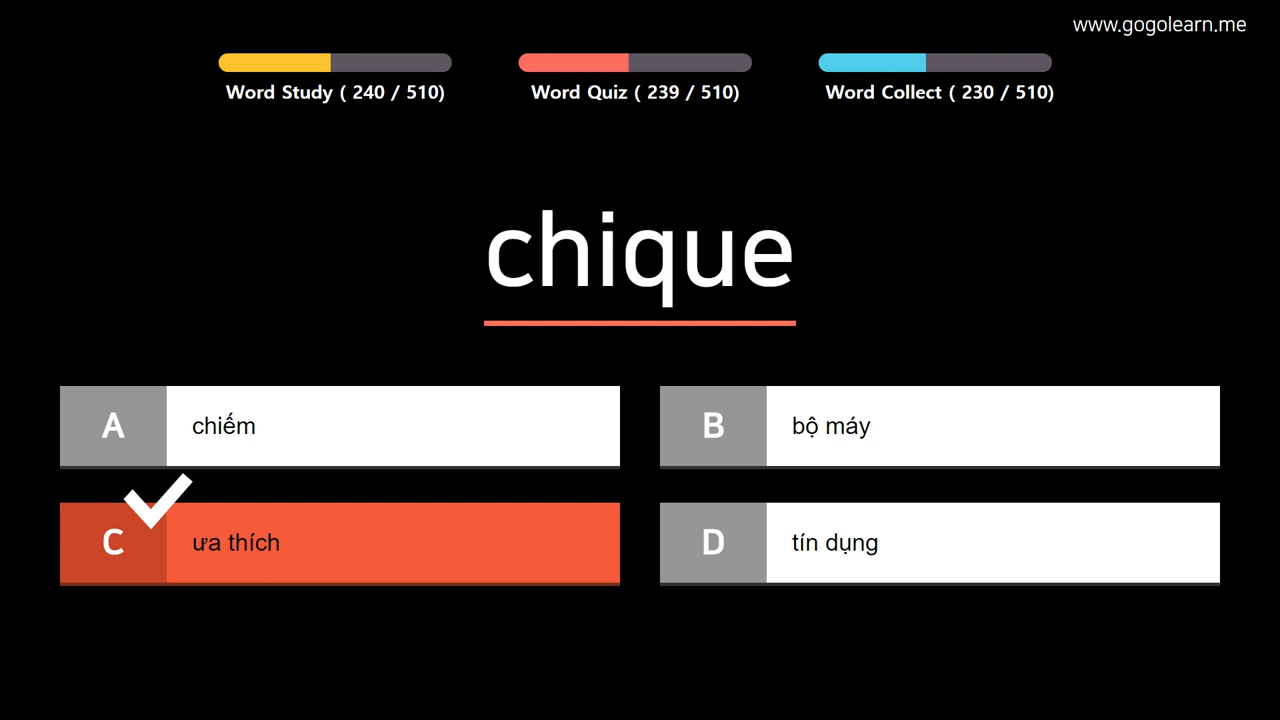 www.gogolearn.me
Word Study ( 240 / 510)
Word Quiz ( 239 / 510)
Word Collect ( 230 / 510)
chique
A chiếm
B bộ máy
C ưa thích
D tín dụng